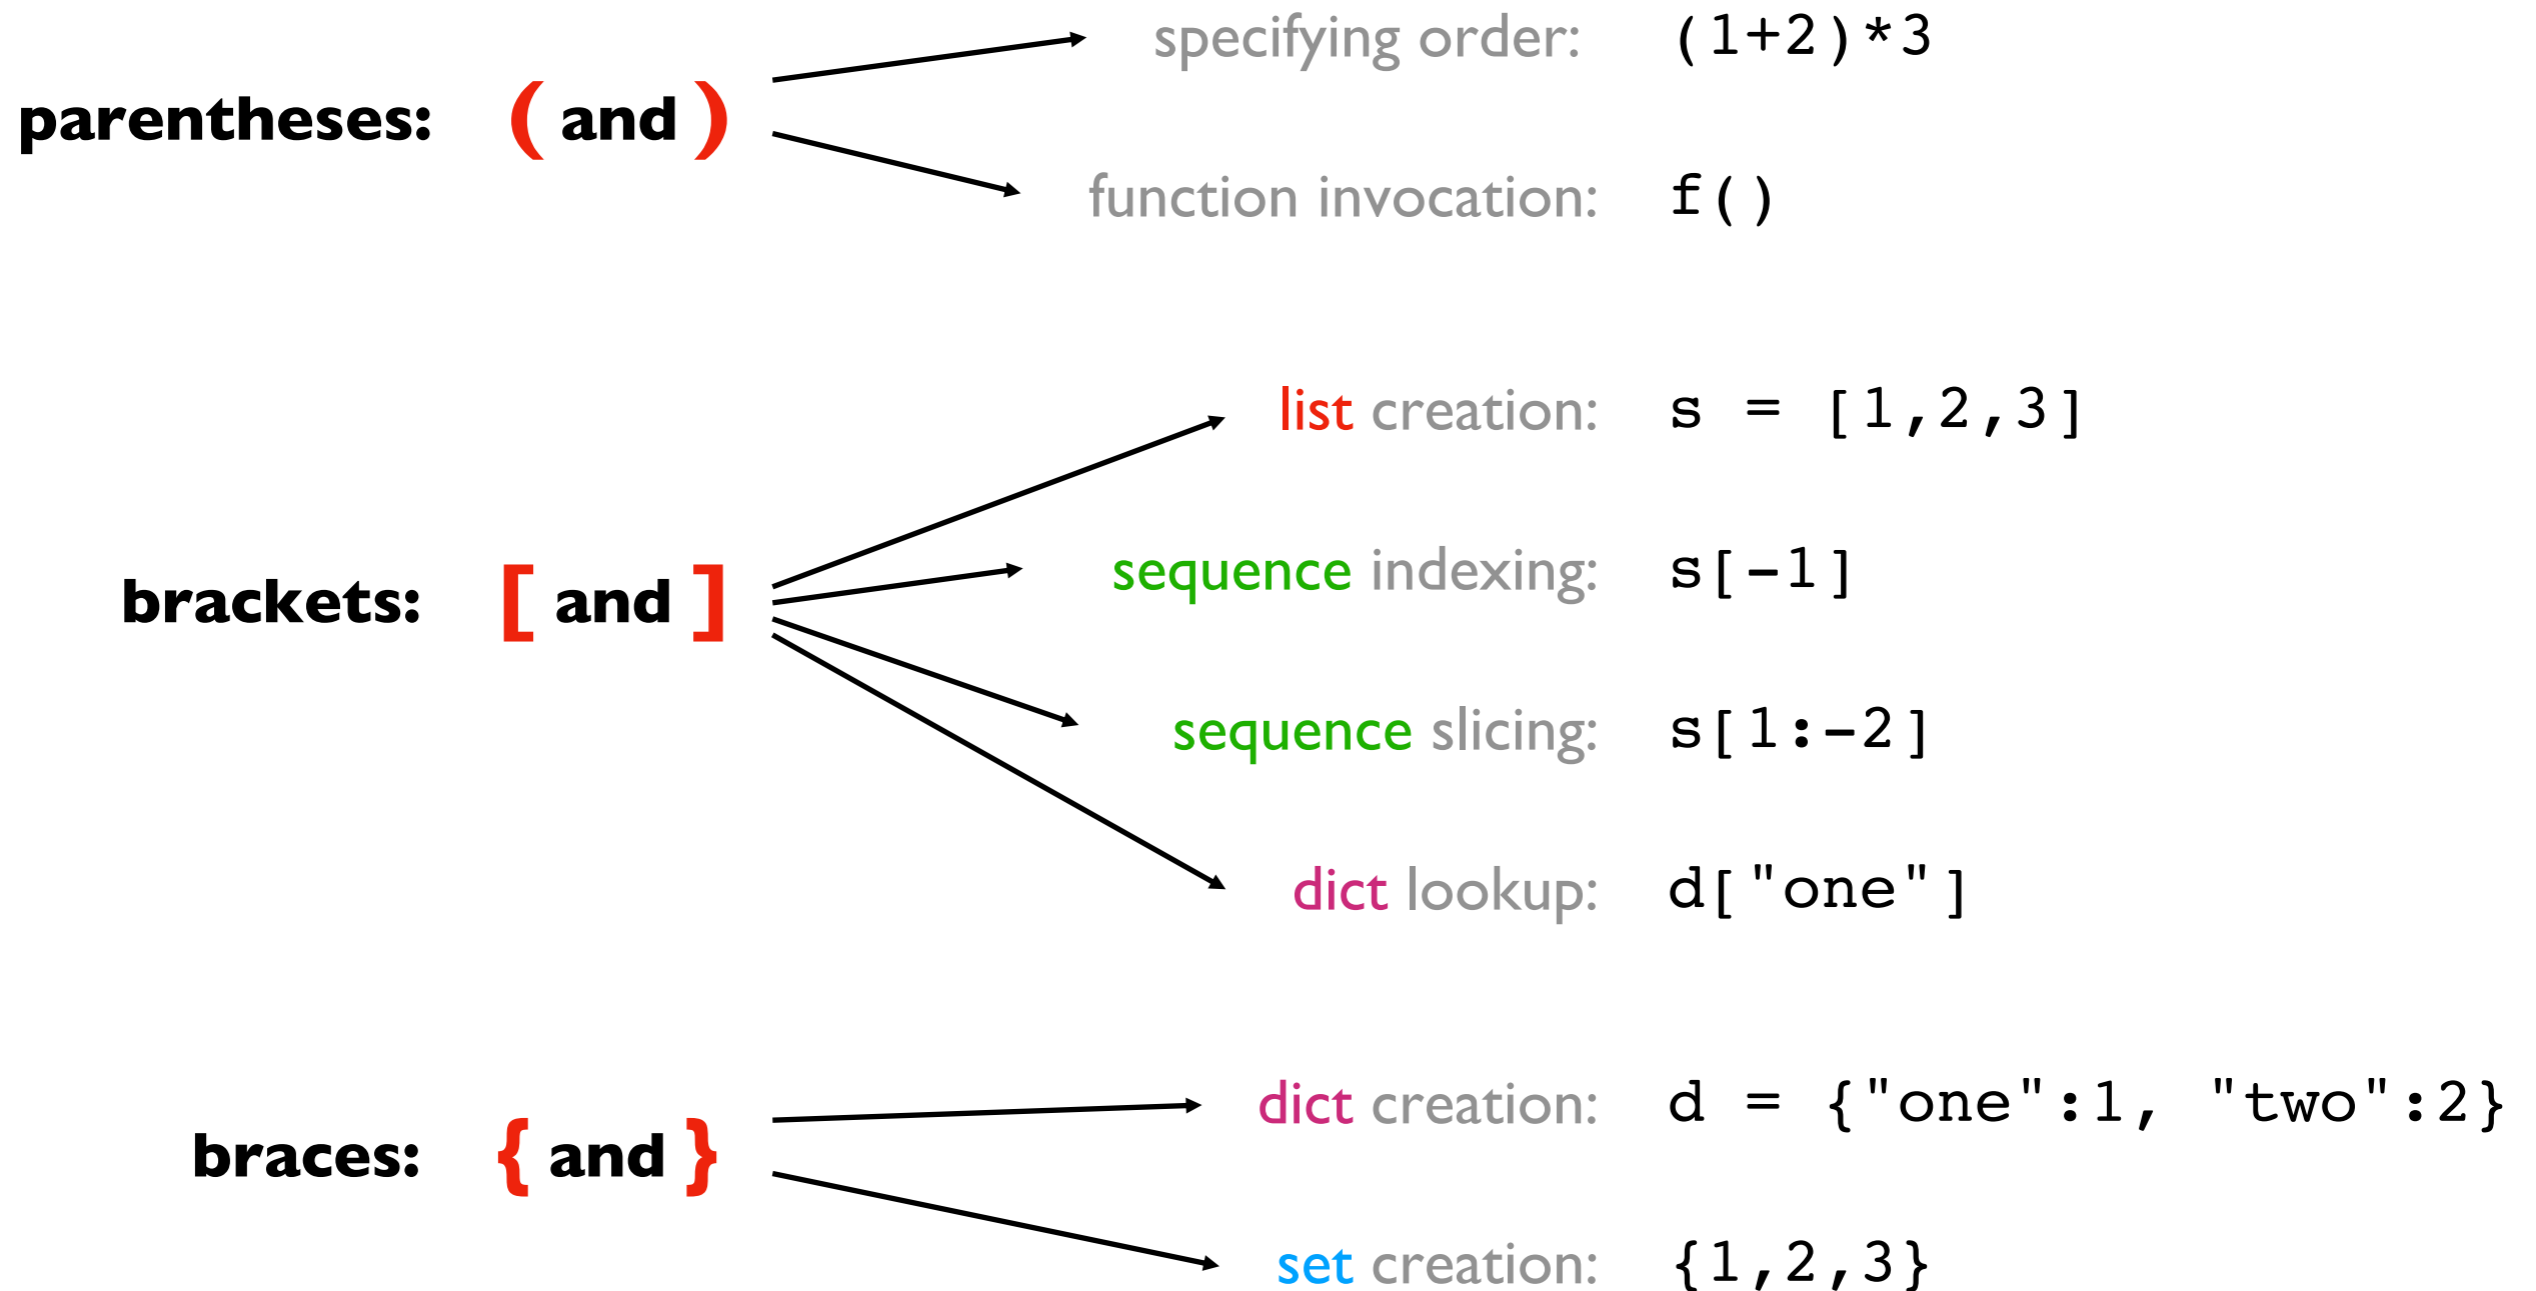 specifying order: (1+2)*3
parentheses: ( and )
function invocation: f()
list creation: s = [1,2,3]
sequence indexing: s[-1]
brackets: [ and ]
sequence slicing: s[1:-2]
dict lookup: d["one"]
dict creation: d = {"one":1, "two":2}
braces: { and }
set creation: {1,2,3}